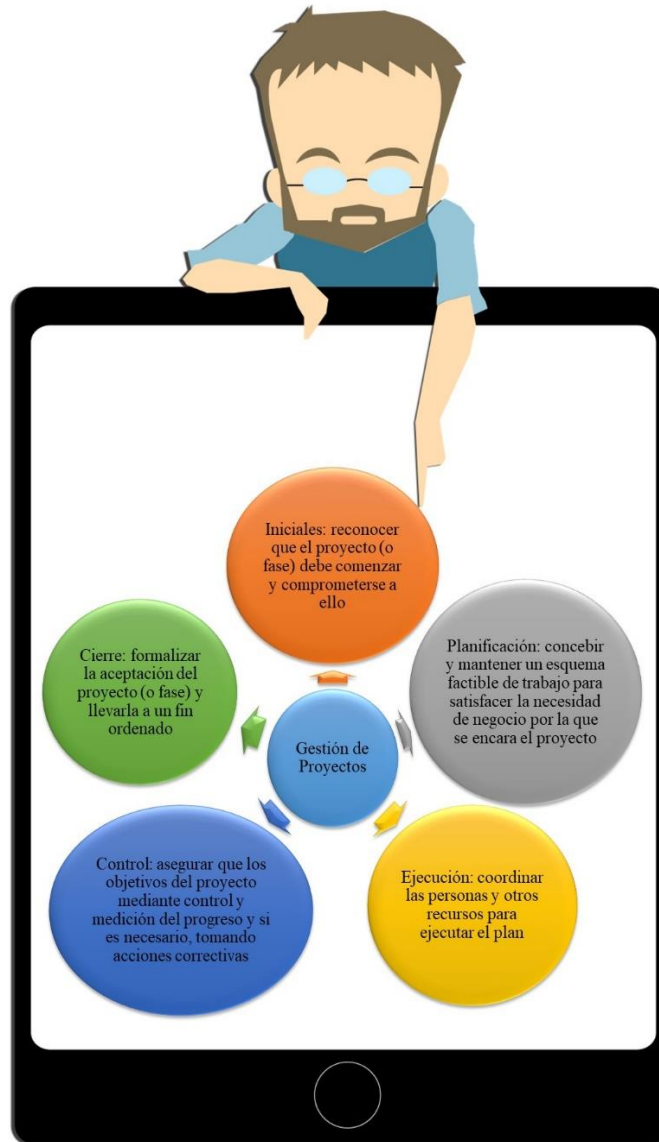 Iniciales: reconocer
que el proyecto (o
fase) debe comenzar
y comprometerse a
ello
Planificación: concebir
y mantener un esquema
factible de trabajo para
satisfacer la necesidad
de negocio por la que
se encara el proyecto
Ejecución: coordinar
las personas y otros
recursos para
ejecutar el plan
Control: asegurar que los
objetivos del proyecto
mediante control y
medición del progreso y si
es necesario, tomando
acciones correctivas
Cierre: formalizar
la aceptación del
proyecto (o fase) y
llevarla a un fin
ordenado
Gestión de
Proyectos